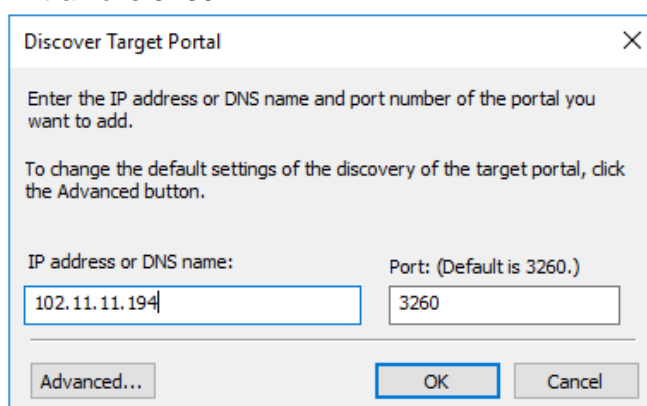 Discover Target Portal
Enter the IP address or DNS name and port number of the portal you
want to add.
To change the default settings of the discovery of the target portal, click
the Advanced button.
IP address or DNS name:
Port: (Default is 3260.)
102.11.11.194
3260
Advanced...
OK
Cancel